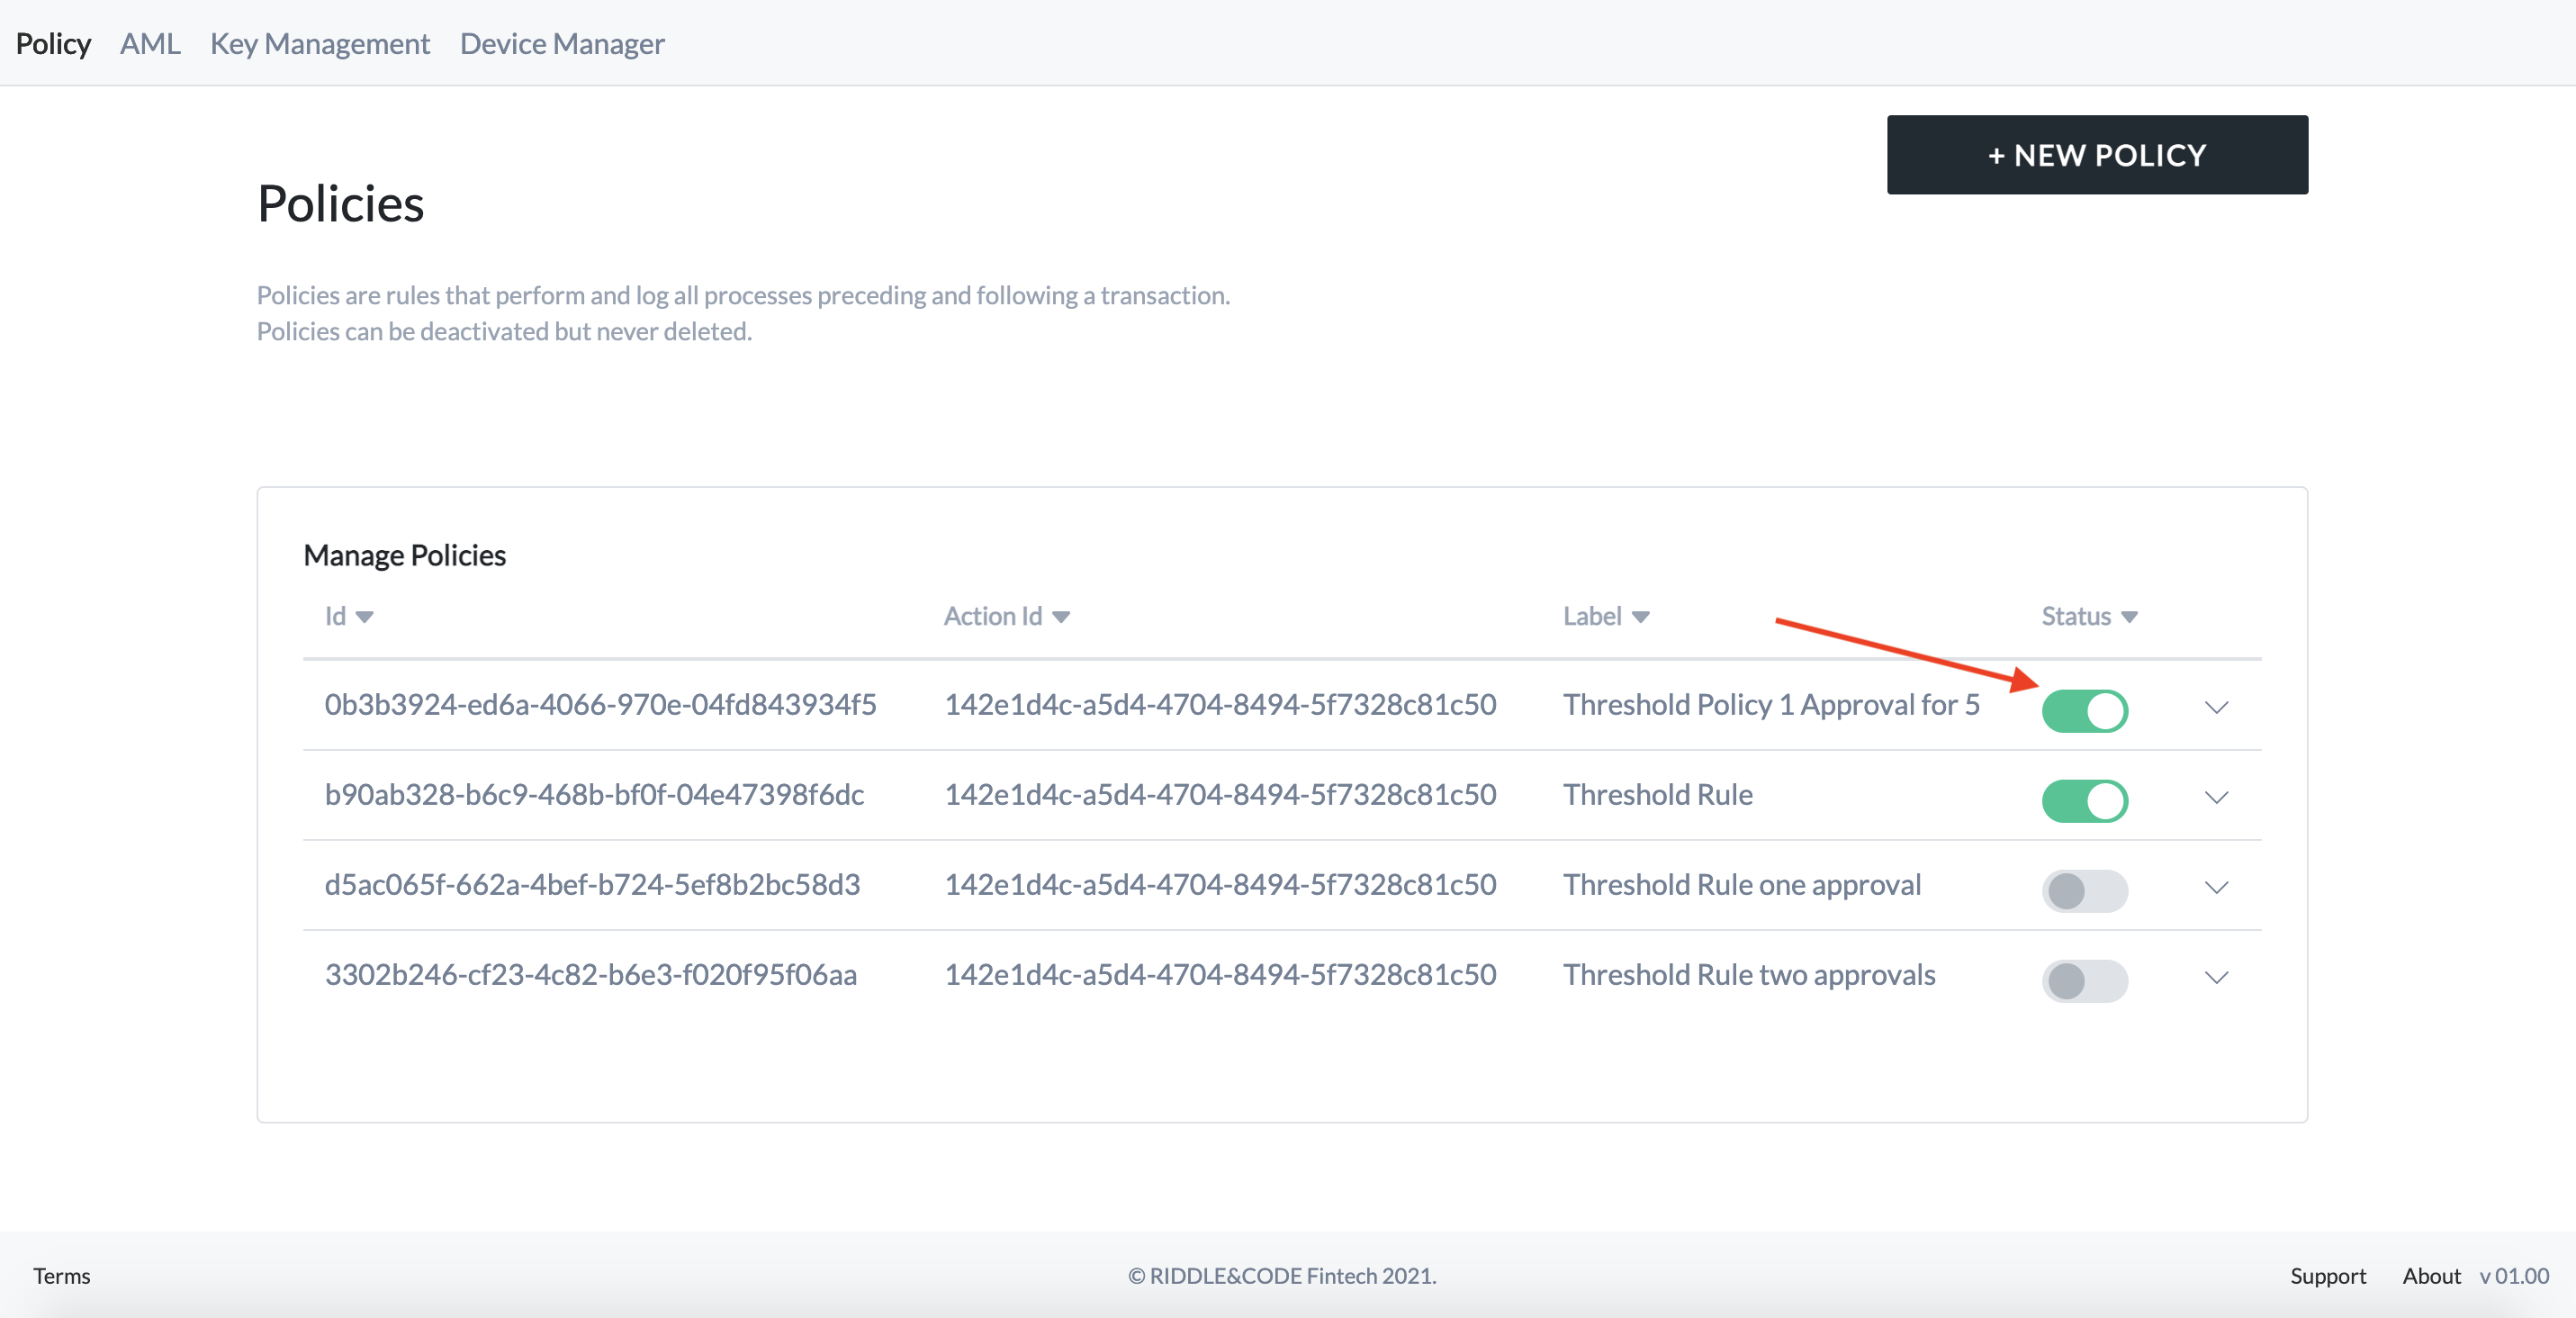 Policy AML Key Management Device Manager
+ NEW POLICY
Policies
Policies are rules that perform and log all processes preceding and following a transaction.
Policies can be deactivated but never deleted.
Manage Policies
Id Action Id Label Status
0b3b3924-ed6a-4066-970e-04fd843934f5 142e1d4c-a5d4-4704-8494-5f7328c81c50 Threshold Policy 1 Approval for 5
b90ab328-b6c9-468b-bf0f-04e47398f6dc 142e1d4c-a5d4-4704-8494-5f7328c81c50 Threshold Rule
d5ac065f-662a-4bef-b724-5ef8b2bc58d3 142e1d4c-a5d4-4704-8494-5f7328c81c50 Threshold Rule one approval
3302b246-cf23-4c82-b6e3-f020f95f06aa 142e1d4c-a5d4-4704-8494-5f7328c81c50 Threshold Rule two approvals
Terms © RIDDLE&CODE Fintech 2021. Support About v 01.00